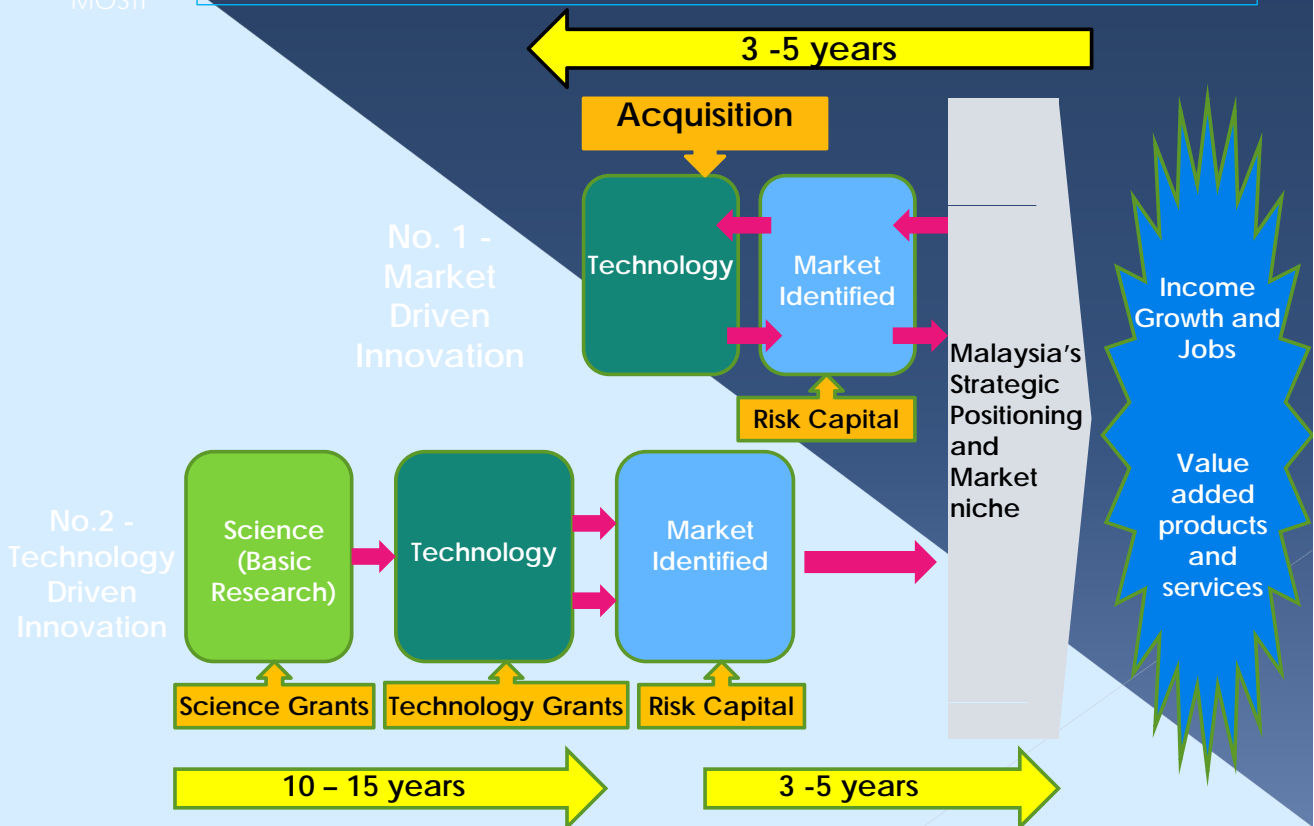 MOSTI
3 -5 years
Acquisition
No. 1 -
Market
Driven
Innovation
Technology
Market
Identified
Risk Capital
Malaysia's
Strategic
Positioning
and
Market
niche
Income
Growth and
Jobs
Value
added
products
and
services
No.2 -
Technology
Driven
Innovation
Science
(Basic
Research)
Technology
Market
Identified
Science Grants
Technology Grants
Risk Capital
10 – 15 years
3 -5 years